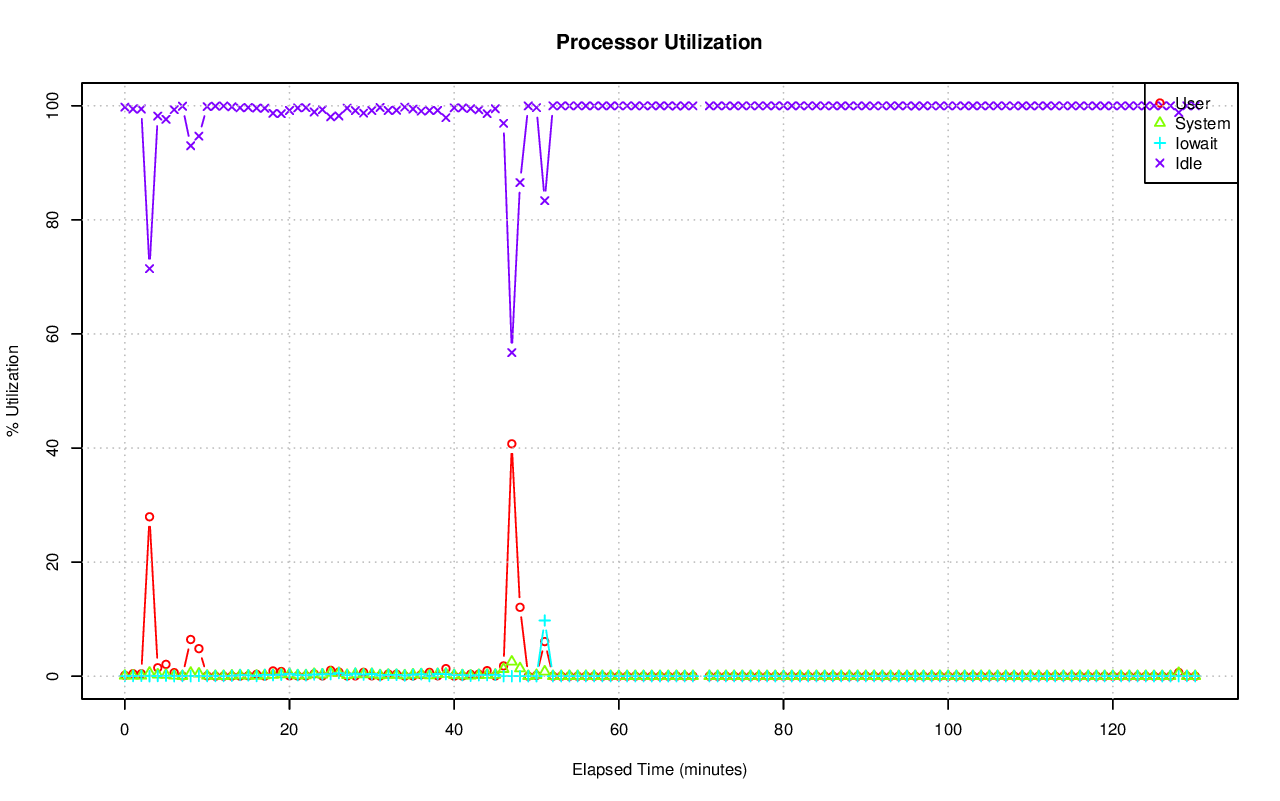 Processor Utilization
100
80
60
40
20
0
% Utilization
User
System
Iowait
Idle
0 20 40 60 80 100 120
Elapsed Time (minutes)